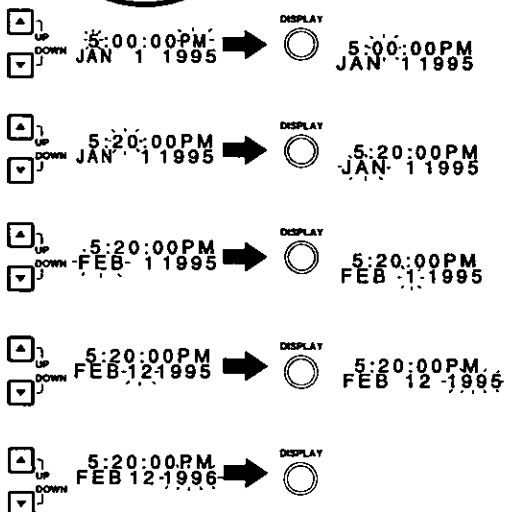 DISPLAY
UP
DOWN
5:00:00PM
JAN 1 1995
5:00:00PM
JAN 1 1995
DISPLAY
UP
DOWN
5:20:00PM
JAN 1 1995
5:20:00PM
JAN 1 1995
DISPLAY
UP
DOWN
5:20:00PM
FEB 1 1995
5:20:00PM
FEB 1 1995
DISPLAY
UP
DOWN
5:20:00PM
FEB 12 1995
5:20:00PM
FEB 12 1995
DISPLAY
UP
DOWN
5:20:00PM
FEB 12 1996